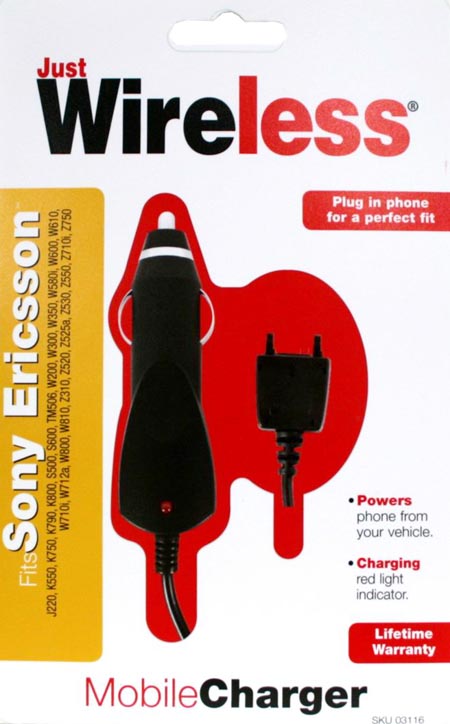 Just
Wireless®
Plug in phone
for a perfect fit
Fits Sony Ericsson™
J220, K550, K750, K790, K800, S500, S600, TM506, W200, W300, W350, W580i, W600, W610,
W710i, W712a, W800, W810, Z310, Z520, Z525a, Z530, Z550, Z710i, Z750
• Powers
phone from
your vehicle.
• Charging
red light
indicator.
Lifetime
Warranty
MobileCharger
SKU 03116